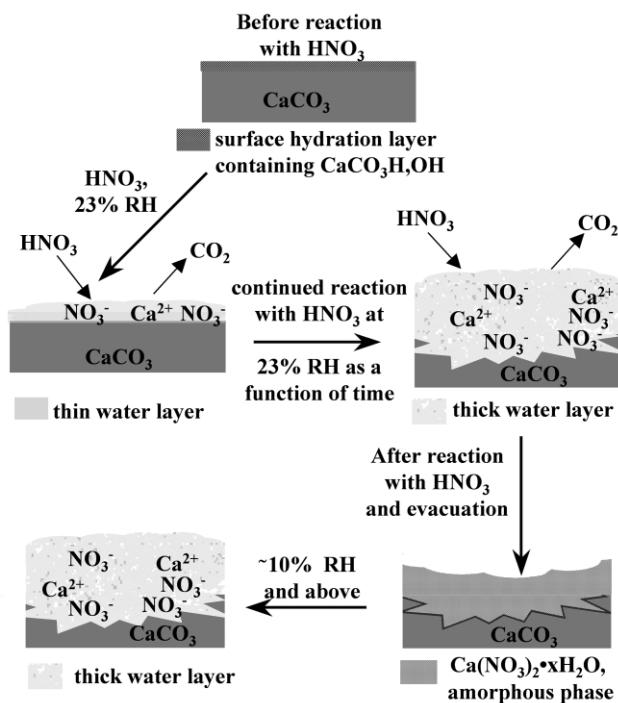 Before reaction
with HNO₃
CaCO₃
surface hydration layer
containing CaCO₃H,OH
HNO₃,
23% RH
HNO₃
CO₂
NO₃⁻ Ca²⁺ NO₃⁻
CaCO₃
thin water layer
continued reaction
with HNO₃ at
23% RH as a
function of time
HNO₃
CO₂
NO₃⁻
Ca²⁺
Ca²⁺
NO₃⁻
NO₃⁻
NO₃⁻
CaCO₃
thick water layer
After reaction
with HNO₃
and evacuation
CaCO₃
Ca(NO₃)₂•xH₂O,
amorphous phase
~10% RH
and above
NO₃⁻
Ca²⁺
Ca²⁺
NO₃⁻
NO₃⁻
NO₃⁻
CaCO₃
thick water layer